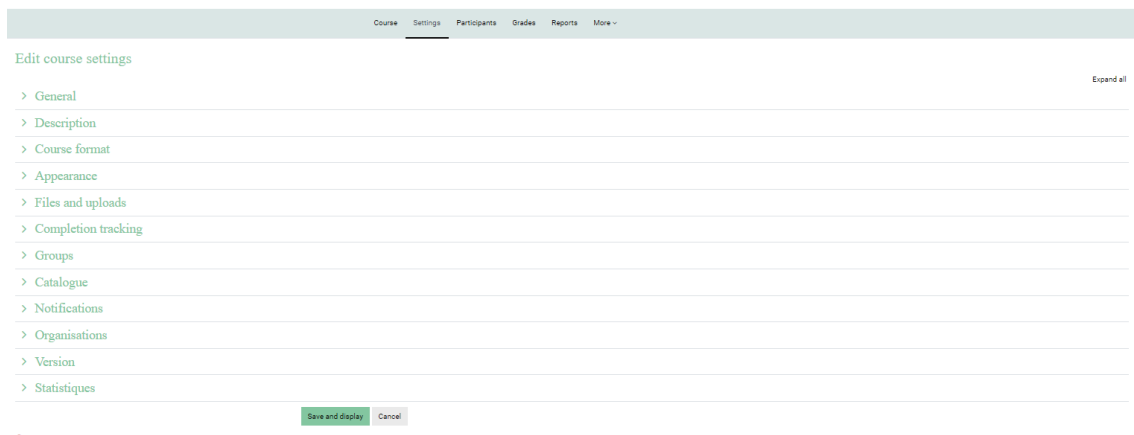 Course Settings Participants Grades Reports More
Edit course settings
Expand all
General
Description
Course format
Appearance
Files and uploads
Completion tracking
Groups
Catalogue
Notifications
Organisations
Version
Statistiques
Save and display Cancel